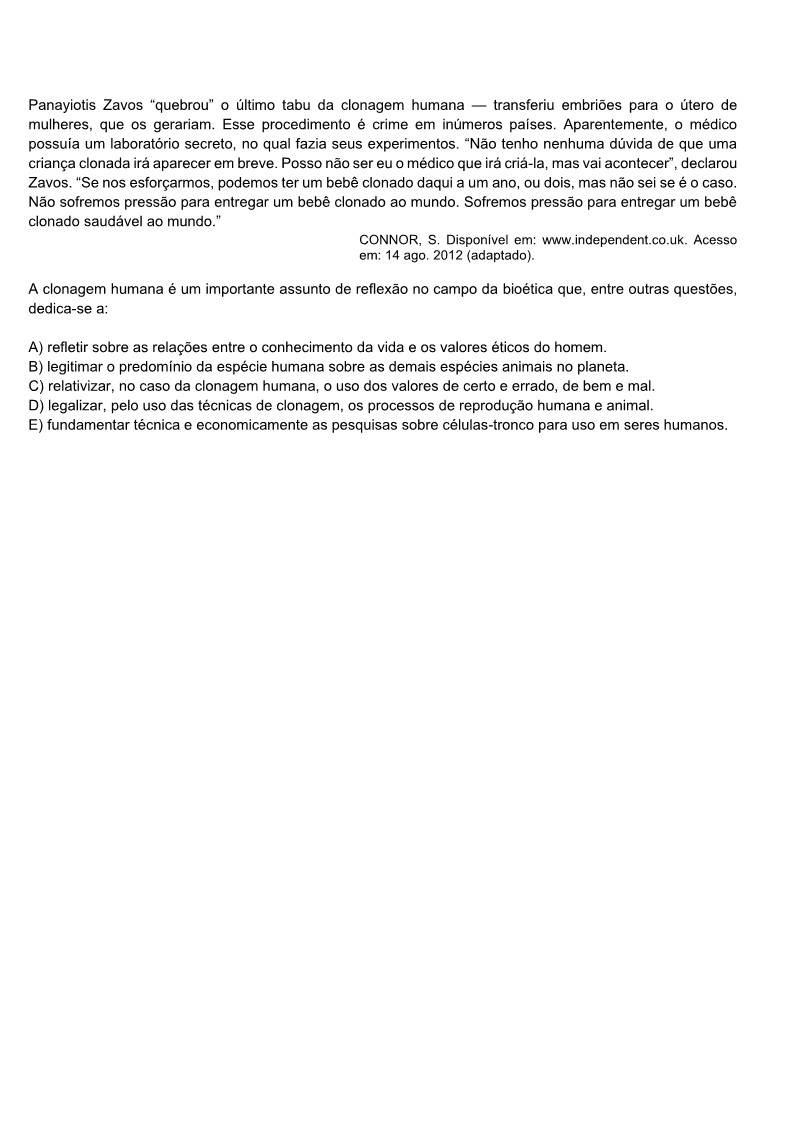 Panayiotis Zavos “quebrou” o último tabu da clonagem humana — transferiu embriões para o útero de
mulheres, que os gerariam. Esse procedimento é crime em inúmeros países. Aparentemente, o médico
possuía um laboratório secreto, no qual fazia seus experimentos. “Não tenho nenhuma dúvida de que uma
criança clonada irá aparecer em breve. Posso não ser eu o médico que irá criá-la, mas vai acontecer”, declarou
Zavos. “Se nos esforçarmos, podemos ter um bebê clonado daqui a um ano, ou dois, mas não sei se é o caso.
Não sofremos pressão para entregar um bebê clonado ao mundo. Sofremos pressão para entregar um bebê
clonado saudável ao mundo.”
CONNOR, S. Disponível em: www.independent.co.uk. Acesso
em: 14 ago. 2012 (adaptado).
A clonagem humana é um importante assunto de reflexão no campo da bioética que, entre outras questões,
dedica-se a:
A) refletir sobre as relações entre o conhecimento da vida e os valores éticos do homem.
B) legitimar o predomínio da espécie humana sobre as demais espécies animais no planeta.
C) relativizar, no caso da clonagem humana, o uso dos valores de certo e errado, de bem e mal.
D) legalizar, pelo uso das técnicas de clonagem, os processos de reprodução humana e animal.
E) fundamentar técnica e economicamente as pesquisas sobre células-tronco para uso em seres humanos.